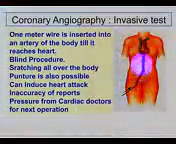 Coronary Angiography : Invasive test
One meter wire is inserted into
an artery of the body till it
reaches heart.
Blind Procedure.
Sratching all over the body
Punture is also possible
Can Induce heart attack
Inaccuracy of reports
Pressure from Cardiac doctors
for next operation